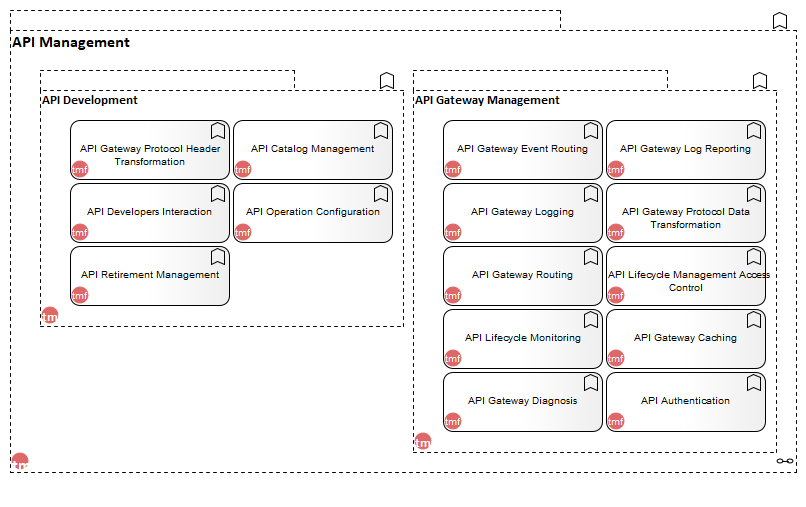 API Management
API Development
API Gateway Protocol Header
Transformation
tmf
API Catalog Management
tmf
API Developers Interaction
tmf
API Operation Configuration
tmf
API Retirement Management
tmf
tm
API Gateway Management
API Gateway Event Routing
tmf
API Gateway Log Reporting
tmf
API Gateway Logging
tmf
API Gateway Protocol Data
Transformation
tmf
API Gateway Routing
tmf
API Lifecycle Management Access
Control
tmf
API Lifecycle Monitoring
tmf
API Gateway Caching
tmf
API Gateway Diagnosis
tmf
API Authentication
tmf
tm
tm